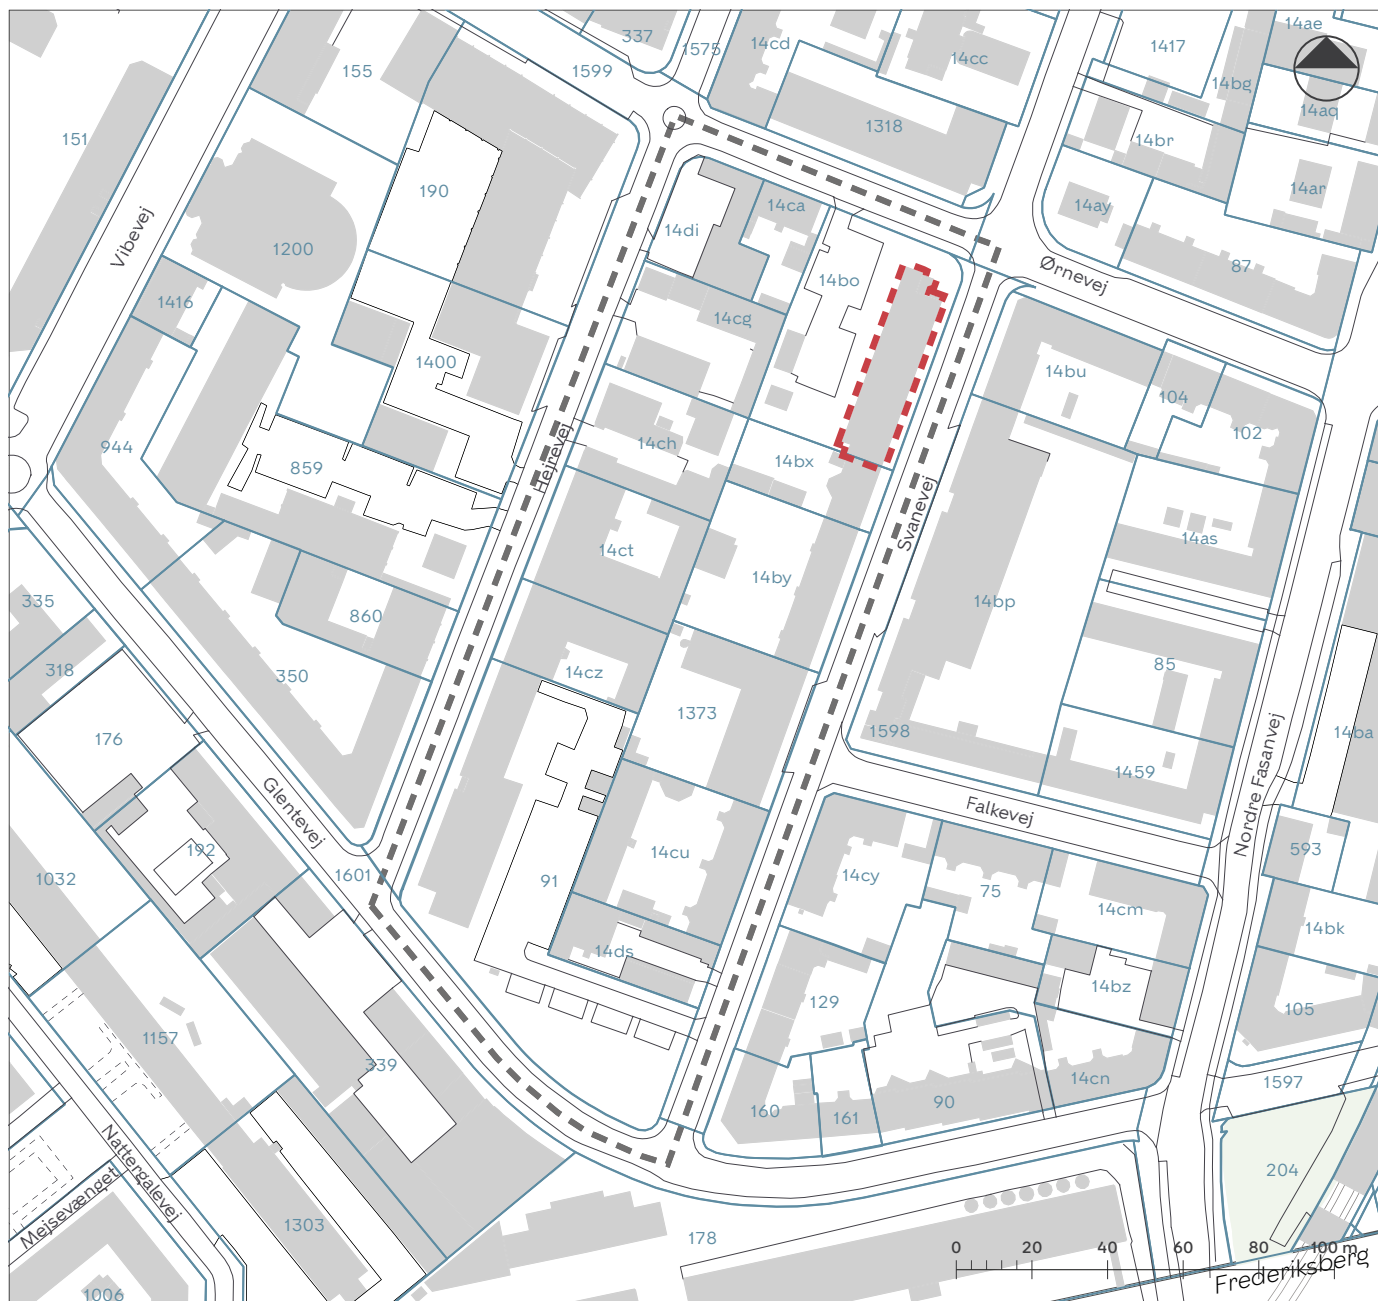 337
1575
14cd
14cc
1417
14ae
14bg
155
1599
14aq
151
1318
14br
190
14ca
14ar
14ay
Vibevej
14di
1200
14bo
Ørnevej
87
1416
14cg
1400
14bu
104
102
944
14ch
859
Hejrevej
14bx
Svanevej
14ct
14as
14by
335
860
14bp
318
350
14cz
85
176
1373
1598
14ba
1459
Nordre Fasanvej
Glentevej
Falkevej
192
14cu
593
1032
1601
91
14cy
75
14cm
14bk
14ds
129
14bz
105
1157
339
14cn
1597
160
161
90
Nattergalevej
Mejsevænget
204
1303
178
0 20 40 60 80 100 m
Frederiksberg
1006